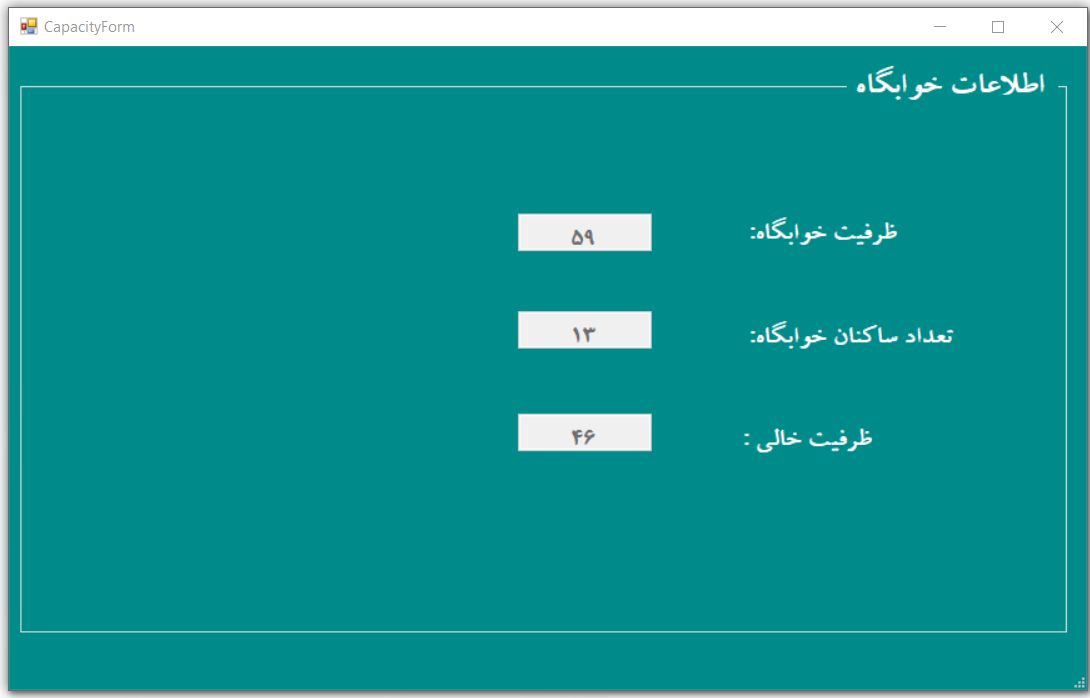 CapacityForm
اطلاعات خوابگاه
ظرفیت خوابگاه: ۵۹
تعداد ساکنان خوابگاه: ۱۳
ظرفیت خالی : ۴۶